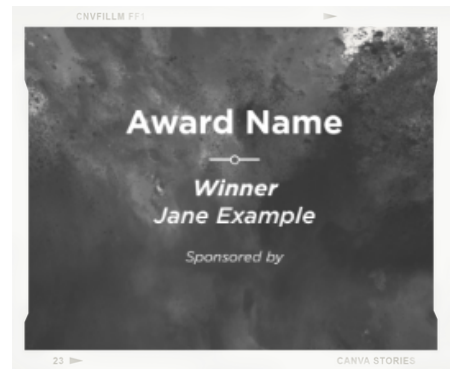 CNVFILLM FF1
Award Name
Winner
Jane Example
Sponsored by
23
CANVA STORIES